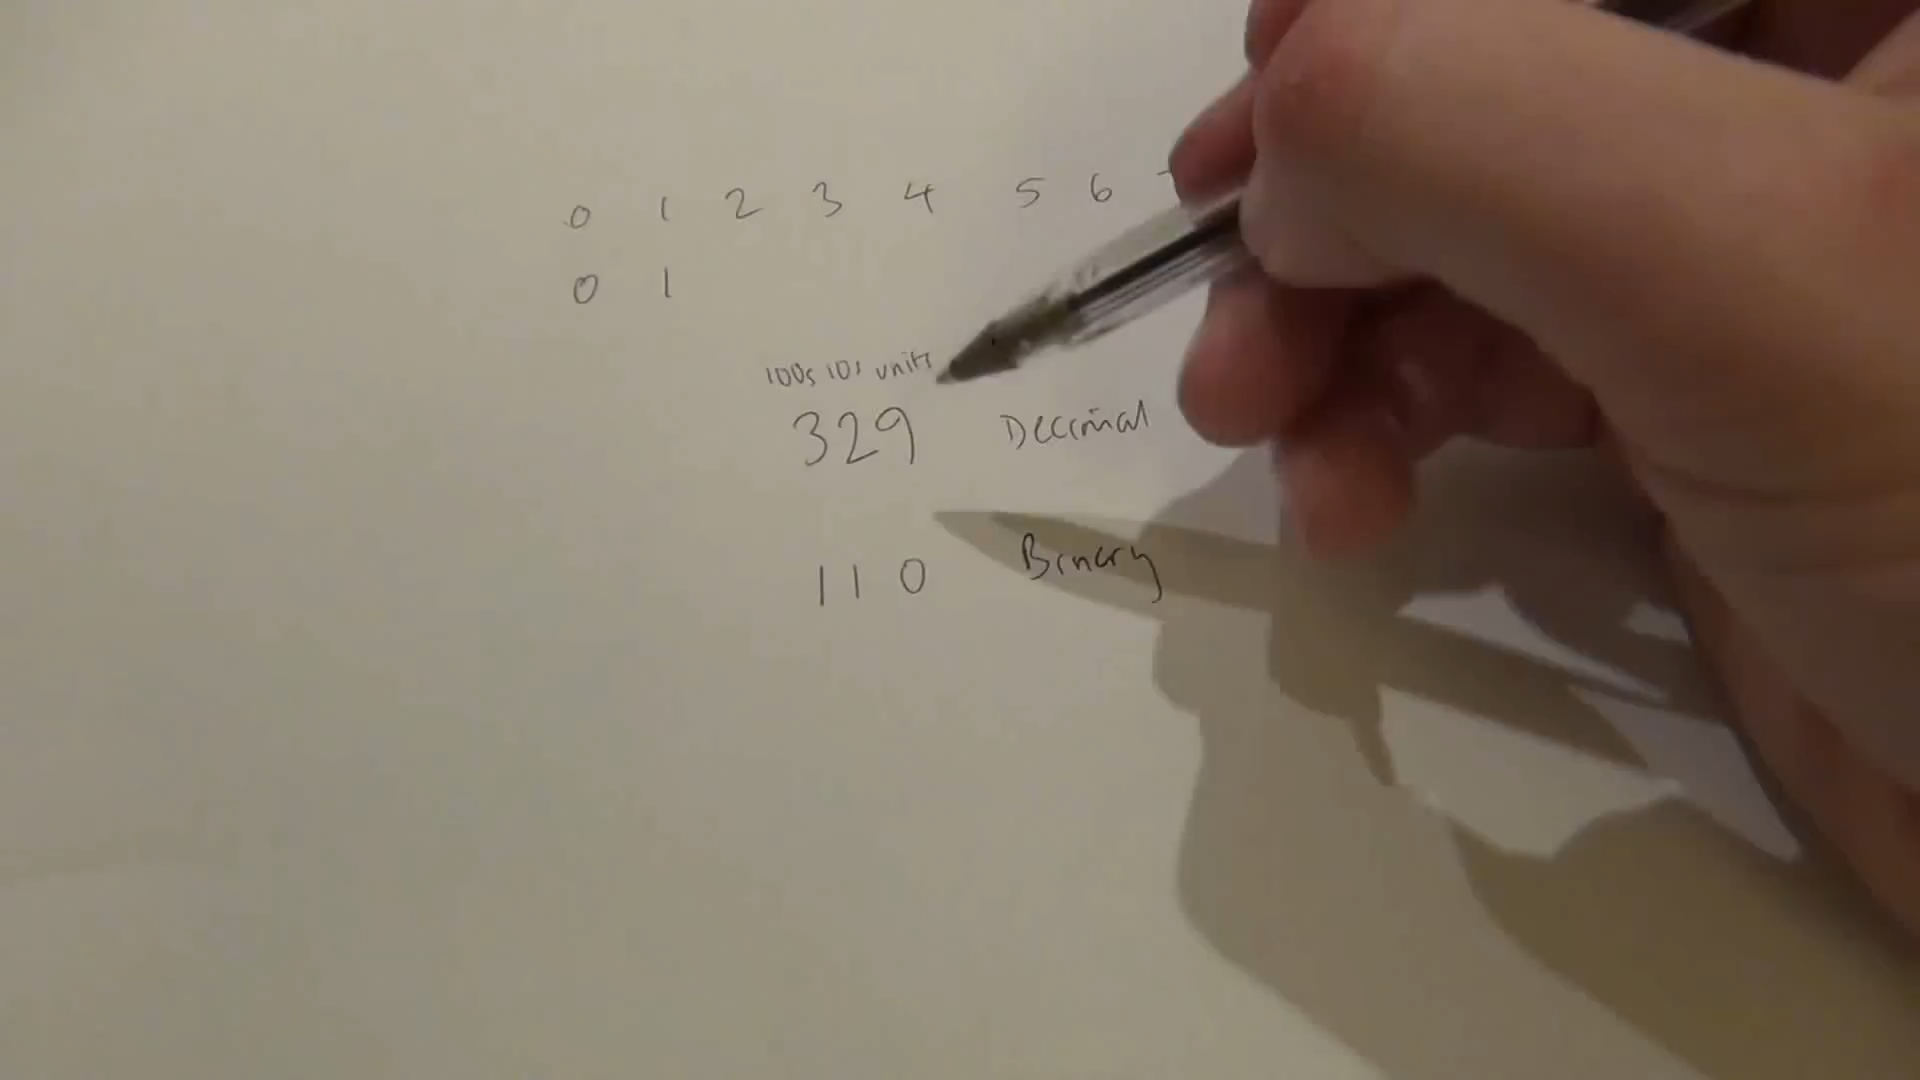 0 1 2 3 4 5 6
0 1
100s 10s units
329 Decimal
110 Binary